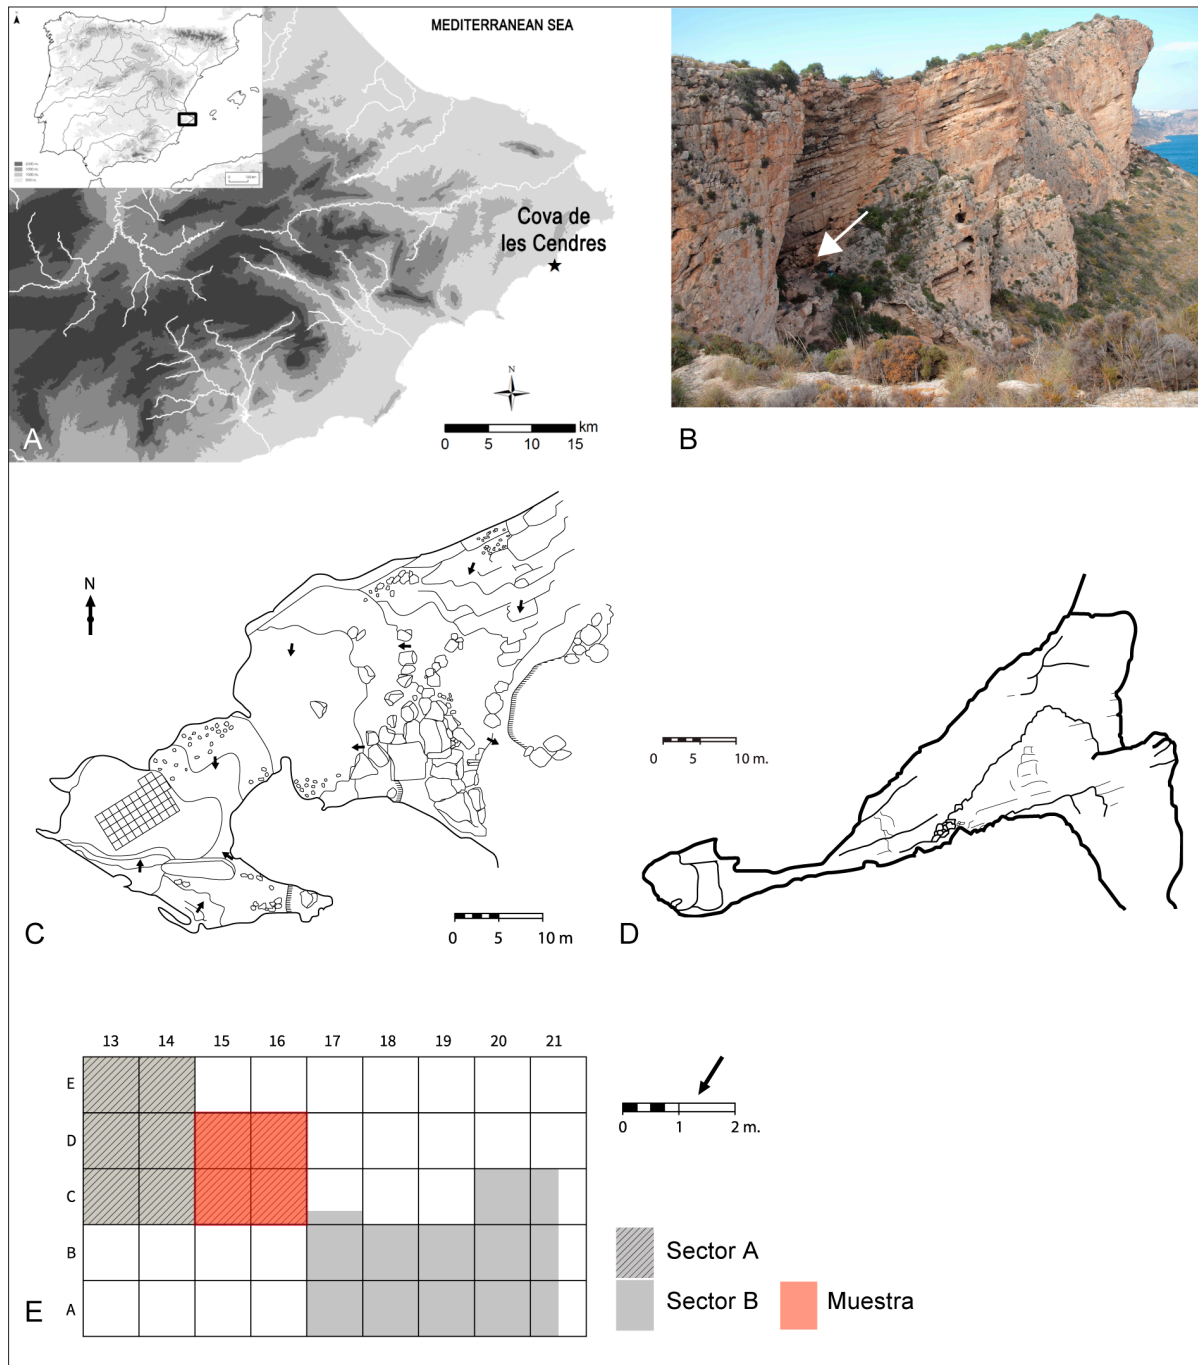 N
MEDITERRANEAN SEA
Cova de
les Cendres
N
km
0 5 10 15
A
B
N
C
0 5 10 m
0 5 10 m.
D
13 14 15 16 17 18 19 20 21
E
D
C
B
A
0 1 2 m.
Sector A
Sector B
Muestra
E